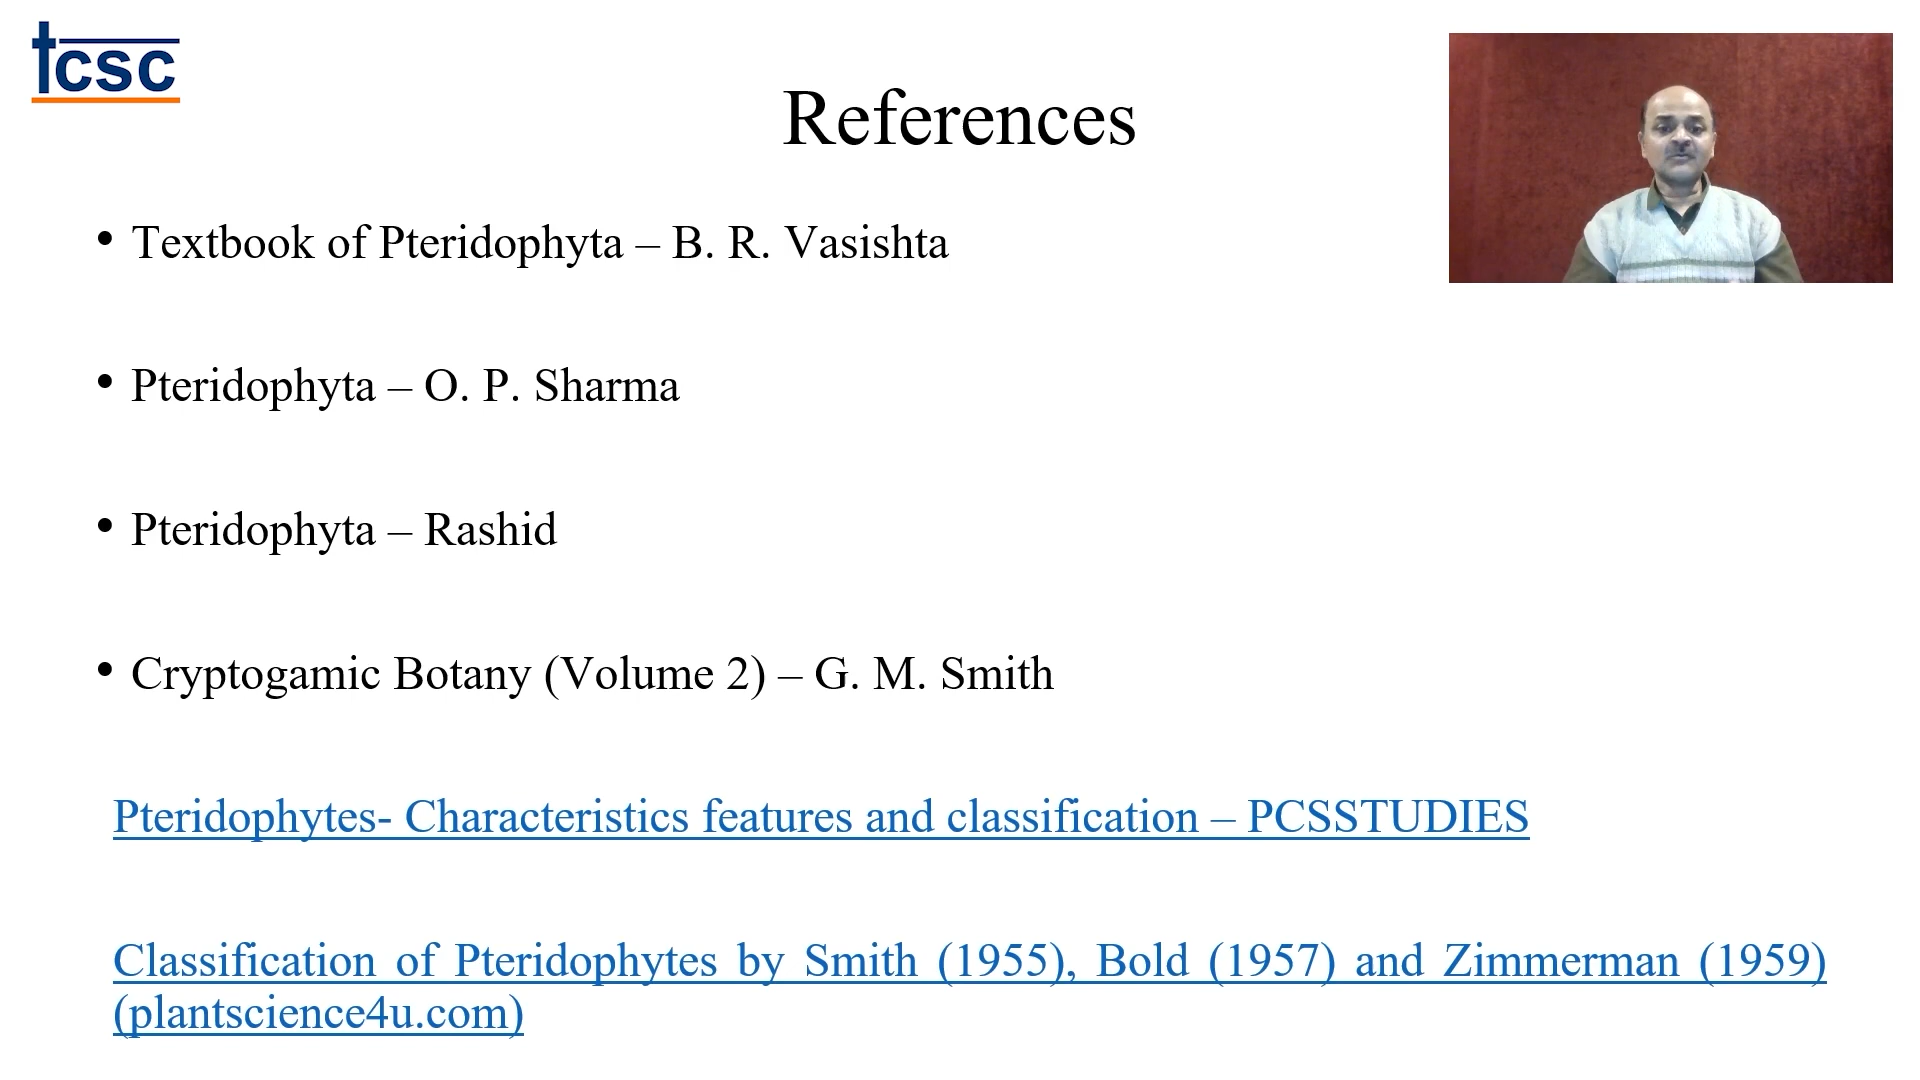 tcsc
References
• Textbook of Pteridophyta – B. R. Vasishta
• Pteridophyta – O. P. Sharma
• Pteridophyta – Rashid
• Cryptogamic Botany (Volume 2) – G. M. Smith
Pteridophytes- Characteristics features and classification – PCSSTUDIES
Classification of Pteridophytes by Smith (1955), Bold (1957) and Zimmerman (1959)
(plantscience4u.com)